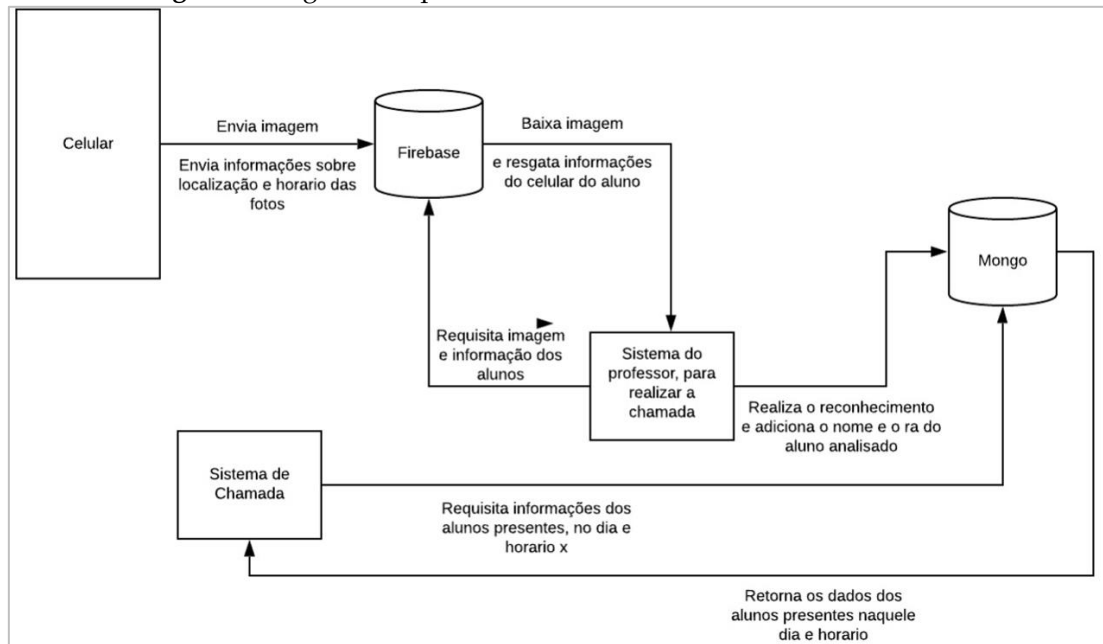 Celular
Envia imagem
Envia informações sobre
localização e horario das
fotos
Firebase
Baixa imagem
e resgata informações
do celular do aluno
Mongo
Requisita imagem
e informação dos
alunos
Sistema do
professor, para
realizar a
chamada
Realiza o reconhecimento
e adiciona o nome e o ra do
aluno analisado
Sistema de
Chamada
Requisita informações dos
alunos presentes, no dia e
horario x
Retorna os dados dos
alunos presentes naquele
dia e horario